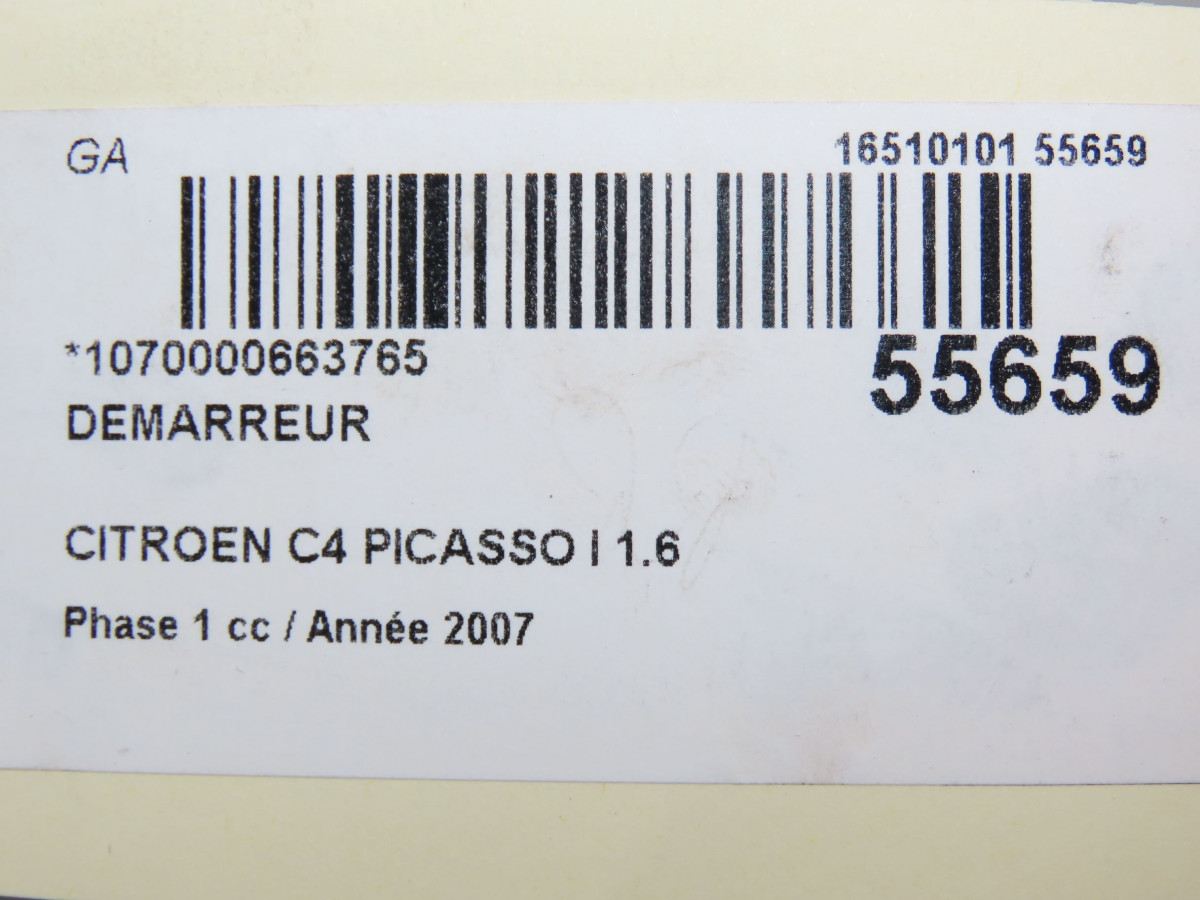 GA
16510101 55659
*1070000663765
55659
DEMARREUR
CITROEN C4 PICASSO I 1.6
Phase 1 cc / Année 2007